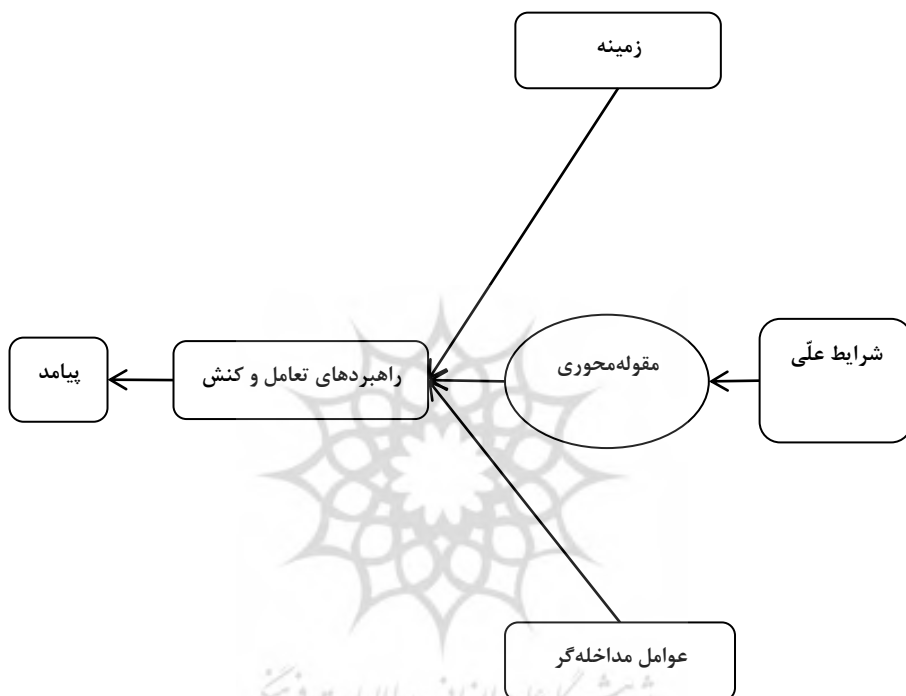 زمینه
شرایط علّی
مقوله‌محوری
راهبردهای تعامل و کنش
پیامد
عوامل مداخله‌گر